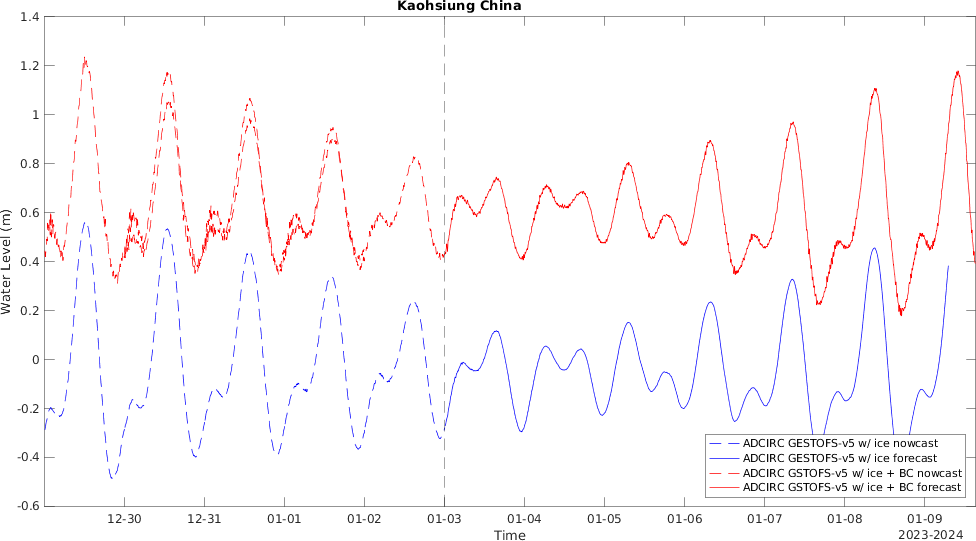 Kaohsiung China
1.4
1.2
1
0.8
0.6
0.4
0.2
0
-0.2
-0.4
-0.6
Water Level (m)
12-30 12-31 01-01 01-02 01-03 01-04 01-05 01-06 01-07 01-08 01-09
Time
2023-2024
ADCIRC GESTOFS-v5 w/ ice nowcast
ADCIRC GESTOFS-v5 w/ ice forecast
ADCIRC GSTOFS-v5 w/ ice + BC nowcast
ADCIRC GSTOFS-v5 w/ ice + BC forecast